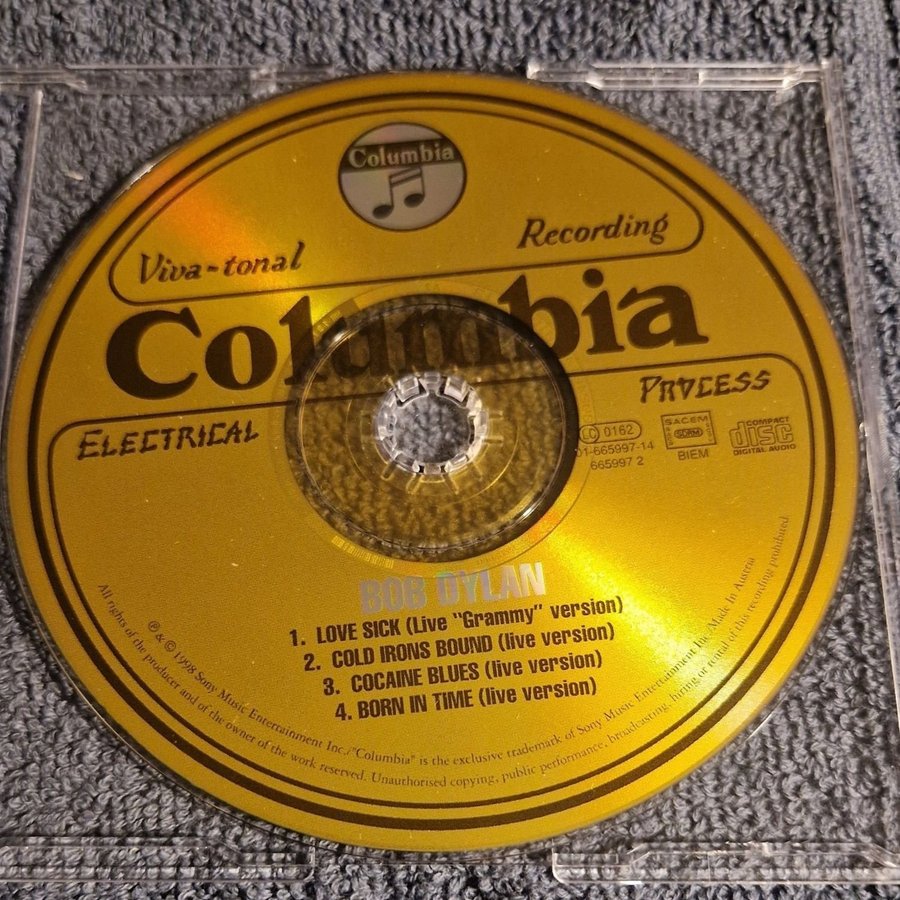 Columbia
Viva-tonal Recording
Columbia
ELECTRICAL PROCESS
LC 0162
SACEM
SDRM
BIEM
COMPACT
disc
DIGITAL AUDIO
01-665997-14
665997 2
BOB DYLAN
1. LOVE SICK (Live "Grammy" version)
2. COLD IRONS BOUND (live version)
3. COCAINE BLUES (live version)
4. BORN IN TIME (live version)
℗ & © 1998 Sony Music Entertainment Inc./"Columbia" is the exclusive trademark of Sony Music Entertainment Inc./Made In Austria
All rights of the producer and of the owner of the work reserved. Unauthorised copying, public performance, broadcasting, hiring or rental of this recording prohibited